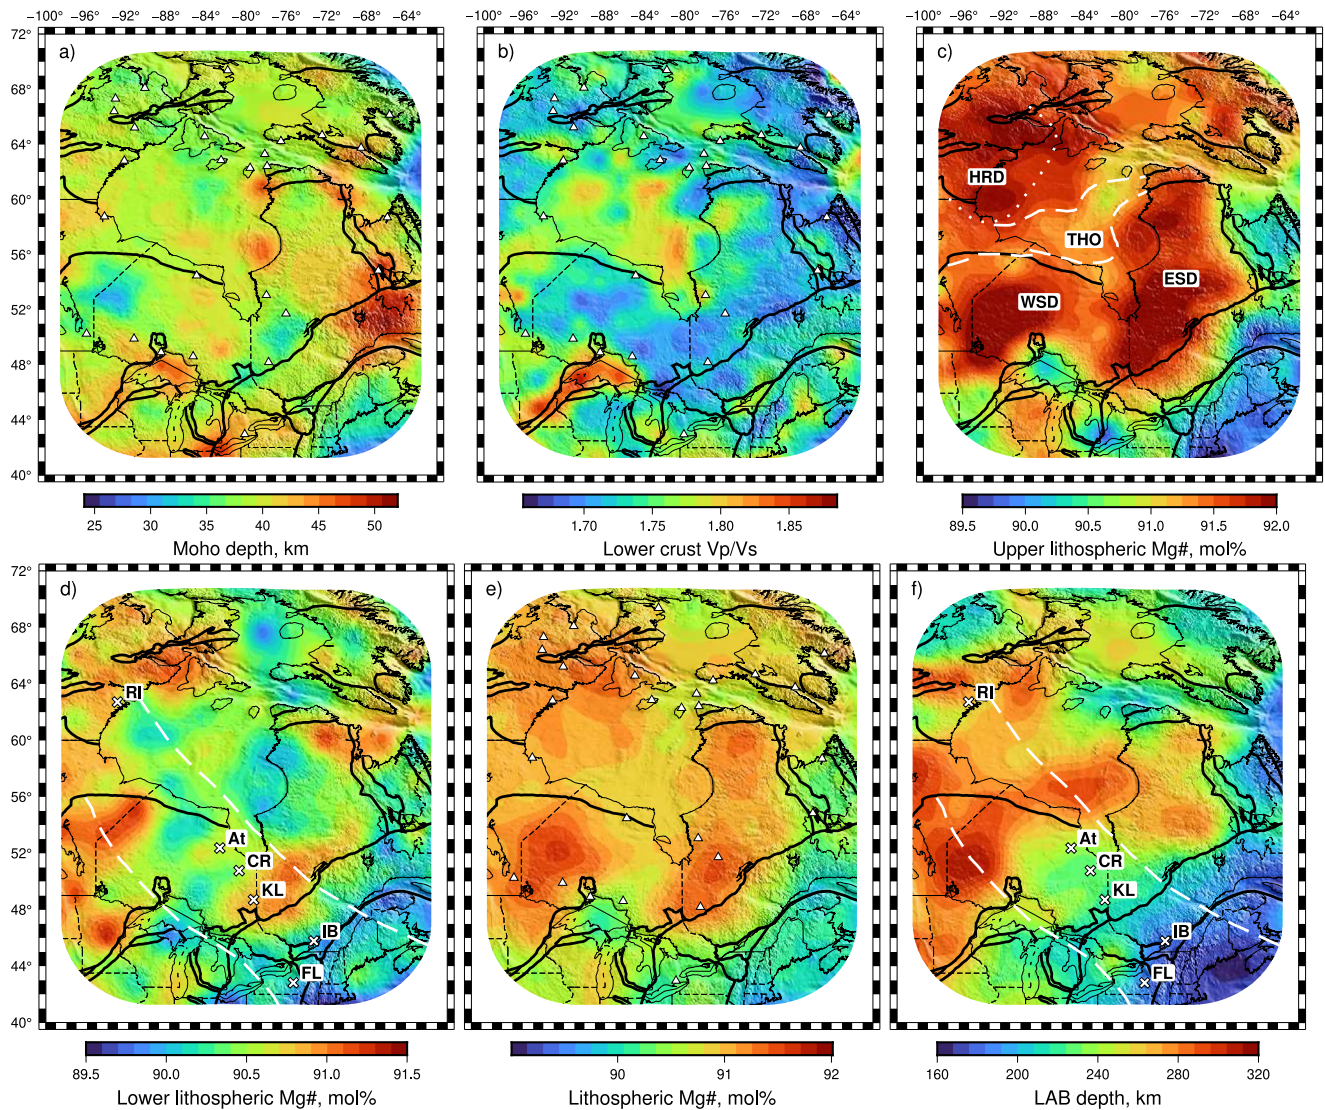 −100° −96° −92° −88° −84° −80° −76° −72° −68° −64°
−100° −96° −92° −88° −84° −80° −76° −72° −68° −64°
−100° −96° −92° −88° −84° −80° −76° −72° −68° −64°
72°
68°
64°
60°
56°
52°
48°
44°
40°
a)
b)
c)
HRD
THO
ESD
WSD
25 30 35 40 45 50
Moho depth, km
1.70 1.75 1.80 1.85
Lower crust Vp/Vs
89.5 90.0 90.5 91.0 91.5 92.0
Upper lithospheric Mg#, mol%
72°
68°
64°
60°
56°
52°
48°
44°
40°
d)
RI
At
CR
KL
IB
FL
e)
f)
RI
At
CR
KL
IB
FL
89.5 90.0 90.5 91.0 91.5
Lower lithospheric Mg#, mol%
90 91 92
Lithospheric Mg#, mol%
160 200 240 280 320
LAB depth, km